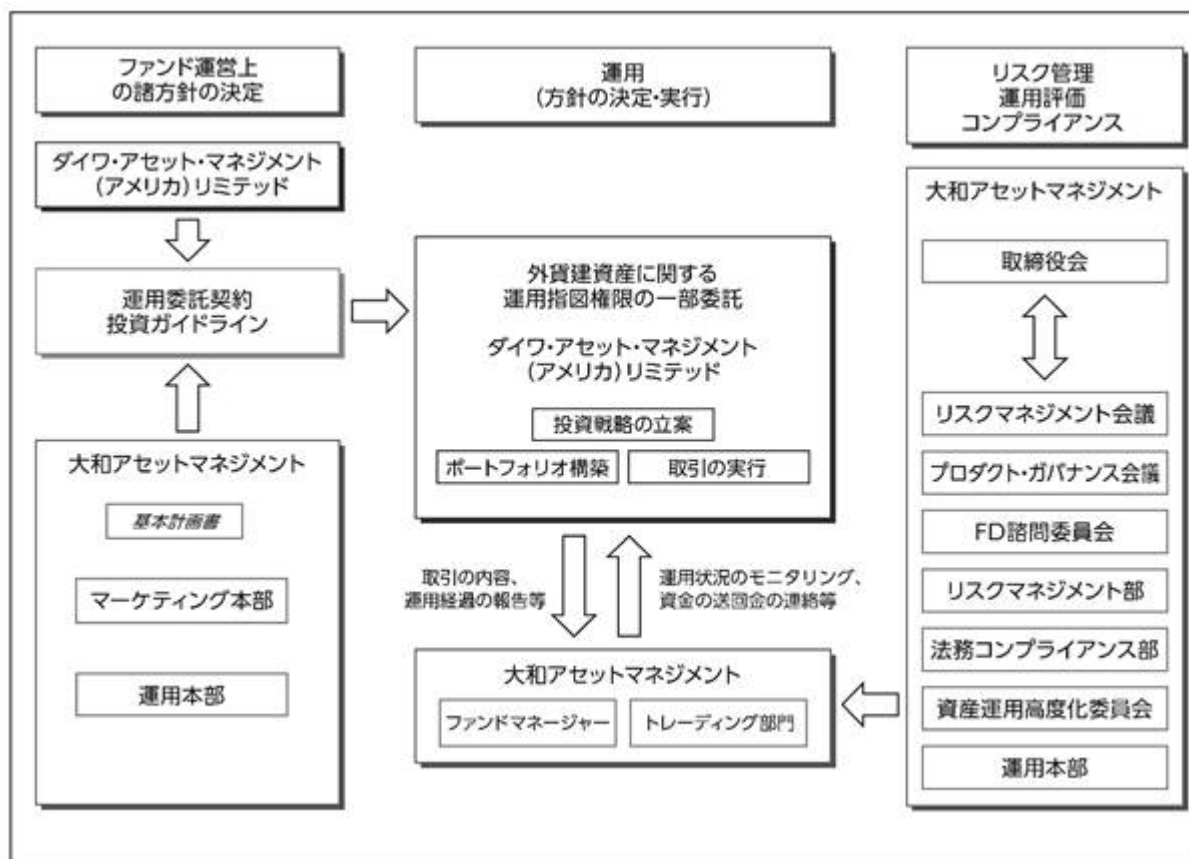 ファンド運営上
の諸方針の決定
ダイワ・アセット・マネジメント
(アメリカ)リミテッド
運用委託契約
投資ガイドライン
大和アセットマネジメント
基本計画書
マーケティング本部
運用本部
運用
(方針の決定・実行)
外貨建資産に関する
運用指図権限の一部委託
ダイワ・アセット・マネジメント
(アメリカ)リミテッド
投資戦略の立案
ポートフォリオ構築
取引の実行
取引の内容、
運用経過の報告等
運用状況のモニタリング、
資金の送回金の連絡等
大和アセットマネジメント
ファンドマネージャー
トレーディング部門
リスク管理
運用評価
コンプライアンス
大和アセットマネジメント
取締役会
リスクマネジメント会議
プロダクト・ガバナンス会議
FD諮問委員会
リスクマネジメント部
法務コンプライアンス部
資産運用高度化委員会
運用本部